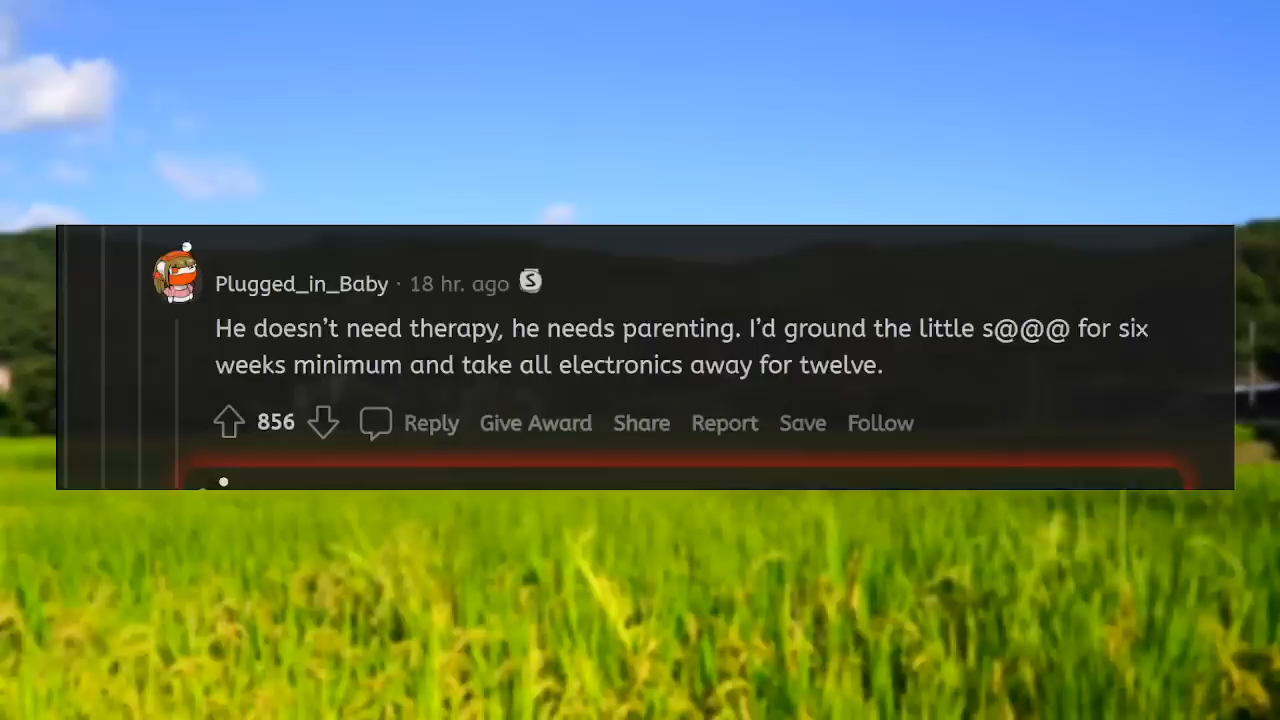 Plugged_in_Baby · 18 hr. ago S
He doesn’t need therapy, he needs parenting. I’d ground the little s@@@ for six
weeks minimum and take all electronics away for twelve.
856 Reply Give Award Share Report Save Follow